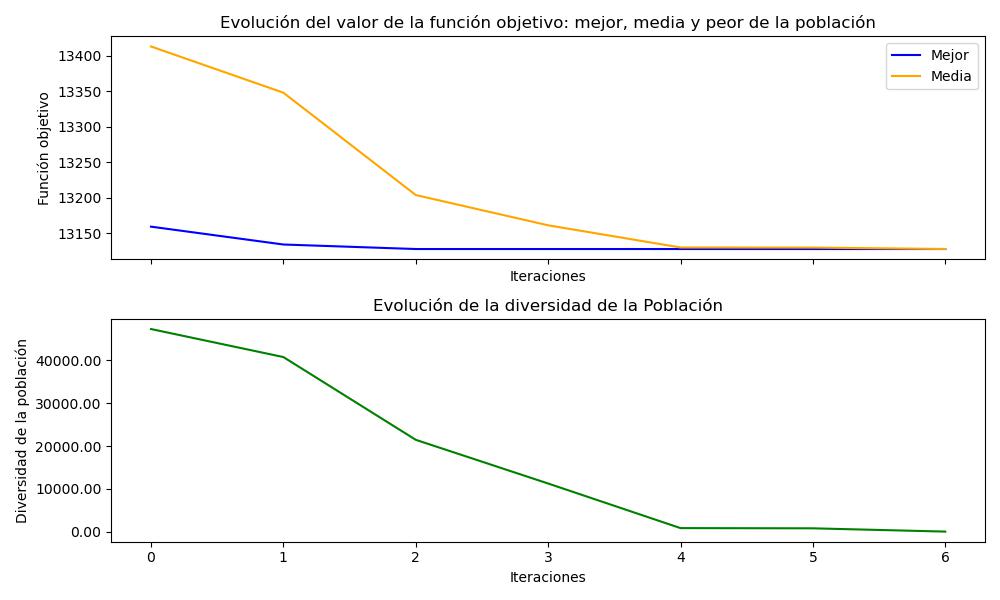 Evolución del valor de la función objetivo: mejor, media y peor de la población
Mejor
Media
Función objetivo
13400
13350
13300
13250
13200
13150
Iteraciones
Evolución de la diversidad de la Población
Diversidad de la población
40000.00
30000.00
20000.00
10000.00
0.00
0 1 2 3 4 5 6
Iteraciones